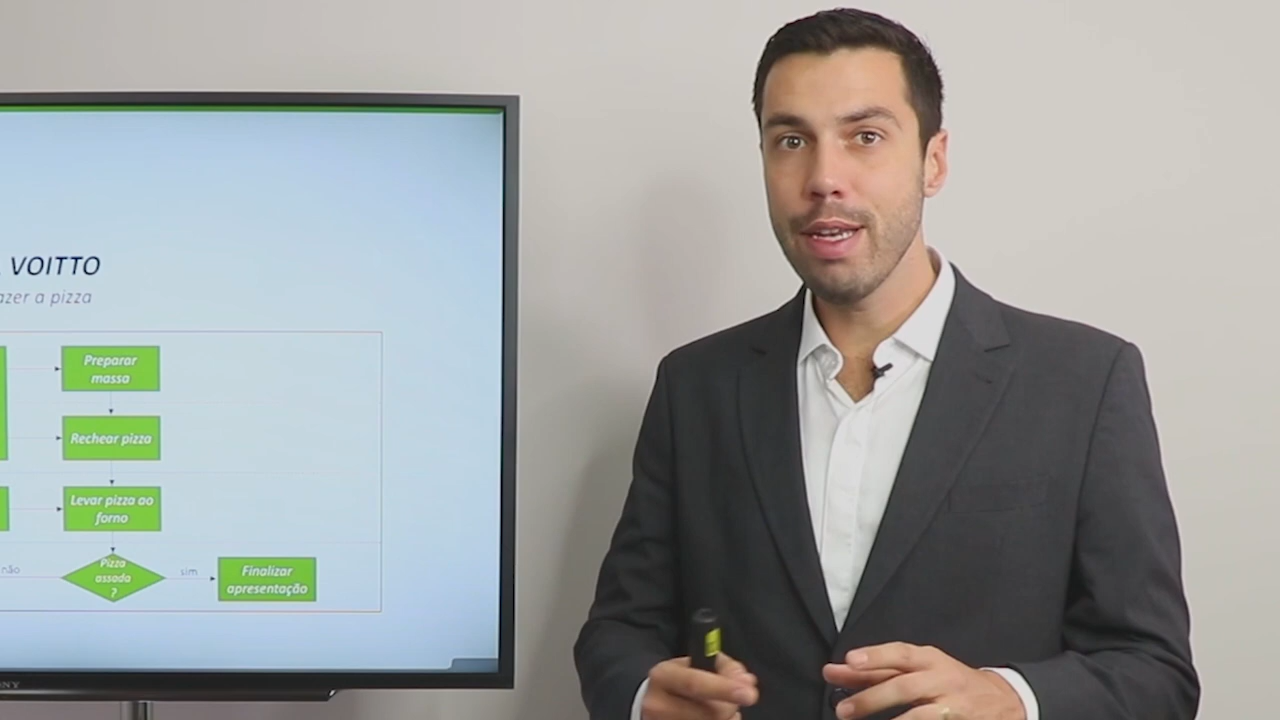 VOITTO
azer a pizza
Preparar
massa
Rechear pizza
Levar pizza ao
forno
não
Pizza
assada
?
sim
Finalizar
apresentação